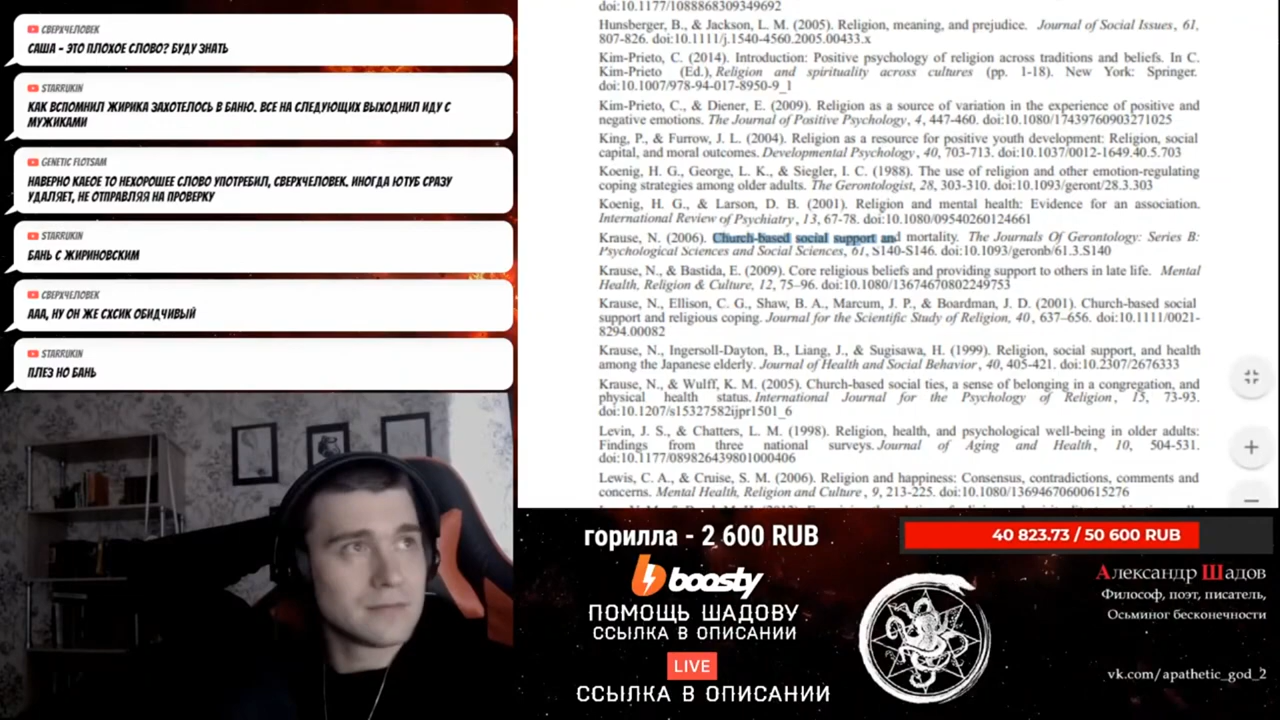 СВЕРХЧЕЛОВЕК
САША - ЭТО ПЛОХОЕ СЛОВО? БУДУ ЗНАТЬ
STARRUKIN
КАК ВСПОМНИЛ ЖИРИКА ЗАХОТЕЛОСЬ В БАНЮ. ВСЕ НА СЛЕДУЮЩИХ ВЫХОДНИЛ ИДУ С
МУЖИКАМИ
GENETIC FLOTSAM
НАВЕРНО КАЕОЕ ТО НЕХОРОШЕЕ СЛОВО УПОТРЕБИЛ, СВЕРХЧЕЛОВЕК. ИНОГДА ЮТУБ СРАЗУ
УДАЛЯЕТ, НЕ ОТПРАВЛЯЯ НА ПРОВЕРКУ
STARRUKIN
БАНЬ С ЖИРИНОВСКИМ
СВЕРХЧЕЛОВЕК
ААА, НУ ОН ЖЕ СХСИК ОБИДЧИВЫЙ
STARRUKIN
ПЛЕЗ НО БАНЬ
doi:10.1177/1088868309349692
Hunsberger, B., & Jackson, L. M. (2005). Religion, meaning, and prejudice. Journal of Social Issues, 61,
807-826. doi:10.1111/j.1540-4560.2005.00433.x
Kim-Prieto, C. (2014). Introduction: Positive psychology of religion across traditions and beliefs. In C.
Kim-Prieto (Ed.), Religion and spirituality across cultures (pp. 1-18). New York: Springer.
doi:10.1007/978-94-017-8950-9_1
Kim-Prieto, C., & Diener, E. (2009). Religion as a source of variation in the experience of positive and
negative emotions. The Journal of Positive Psychology, 4, 447-460. doi:10.1080/17439760903271025
King, P., & Furrow, J. L. (2004). Religion as a resource for positive youth development: Religion, social
capital, and moral outcomes. Developmental Psychology, 40, 703-713. doi:10.1037/0012-1649.40.5.703
Koenig, H. G., George, L. K., & Siegler, I. C. (1988). The use of religion and other emotion-regulating
coping strategies among older adults. The Gerontologist, 28, 303-310. doi:10.1093/geront/28.3.303
Koenig, H. G., & Larson, D. B. (2001). Religion and mental health: Evidence for an association.
International Review of Psychiatry, 13, 67-78. doi:10.1080/09540260124661
Krause, N. (2006). Church-based social support and mortality. The Journals Of Gerontology: Series B:
Psychological Sciences and Social Sciences, 61, S140-S146. doi:10.1093/geronb/61.3.S140
Krause, N., & Bastida, E. (2009). Core religious beliefs and providing support to others in late life. Mental
Health, Religion & Culture, 12, 75–96. doi:10.1080/13674670802249753
Krause, N., Ellison, C. G., Shaw, B. A., Marcum, J. P., & Boardman, J. D. (2001). Church-based social
support and religious coping. Journal for the Scientific Study of Religion, 40, 637–656. doi:10.1111/0021-
8294.00082
Krause, N., Ingersoll-Dayton, B., Liang, J., & Sugisawa, H. (1999). Religion, social support, and health
among the Japanese elderly. Journal of Health and Social Behavior, 40, 405-421. doi:10.2307/2676333
Krause, N., & Wulff, K. M. (2005). Church-based social ties, a sense of belonging in a congregation, and
physical health status. International Journal for the Psychology of Religion, 15, 73-93.
doi:10.1207/s15327582ijpr1501_6
Levin, J. S., & Chatters, L. M. (1998). Religion, health, and psychological well-being in older adults:
Findings from three national surveys. Journal of Aging and Health, 10, 504-531.
doi:10.1177/089826439801000406
Lewis, C. A., & Cruise, S. M. (2006). Religion and happiness: Consensus, contradictions, comments and
concerns. Mental Health, Religion and Culture, 9, 213-225. doi:10.1080/13694670600615276
горилла - 2 600 RUB
boosty
ПОМОЩЬ ШАДОВУ
ССЫЛКА В ОПИСАНИИ
LIVE
ССЫЛКА В ОПИСАНИИ
40 823.73 / 50 600 RUB
Александр Шадов
Философ, поэт, писатель,
Осьминог бесконечности
vk.com/apathetic_god_2